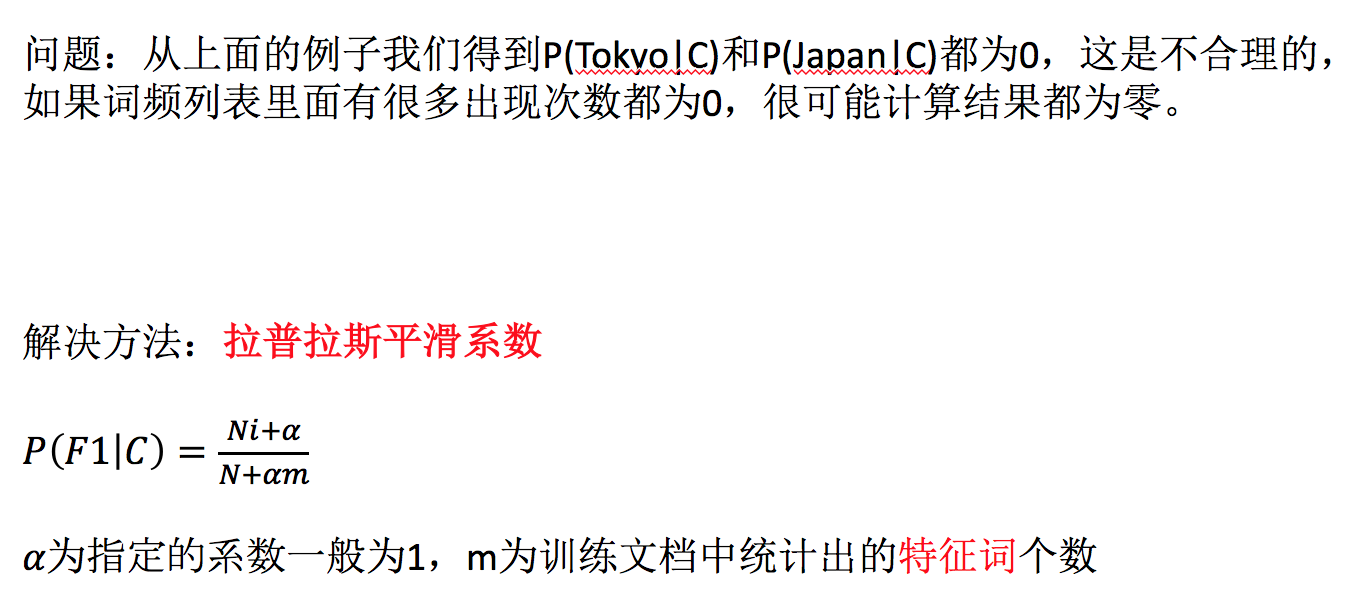 问题：从上面的例子我们得到P(Tokyo|C)和P(Japan|C)都为0，这是不合理的，
如果词频列表里面有很多出现次数都为0，很可能计算结果都为零。
解决方法：拉普拉斯平滑系数
P(F1|C) = \frac{Ni+α}{N+αm}
α为指定的系数一般为1，m为训练文档中统计出的特征词个数